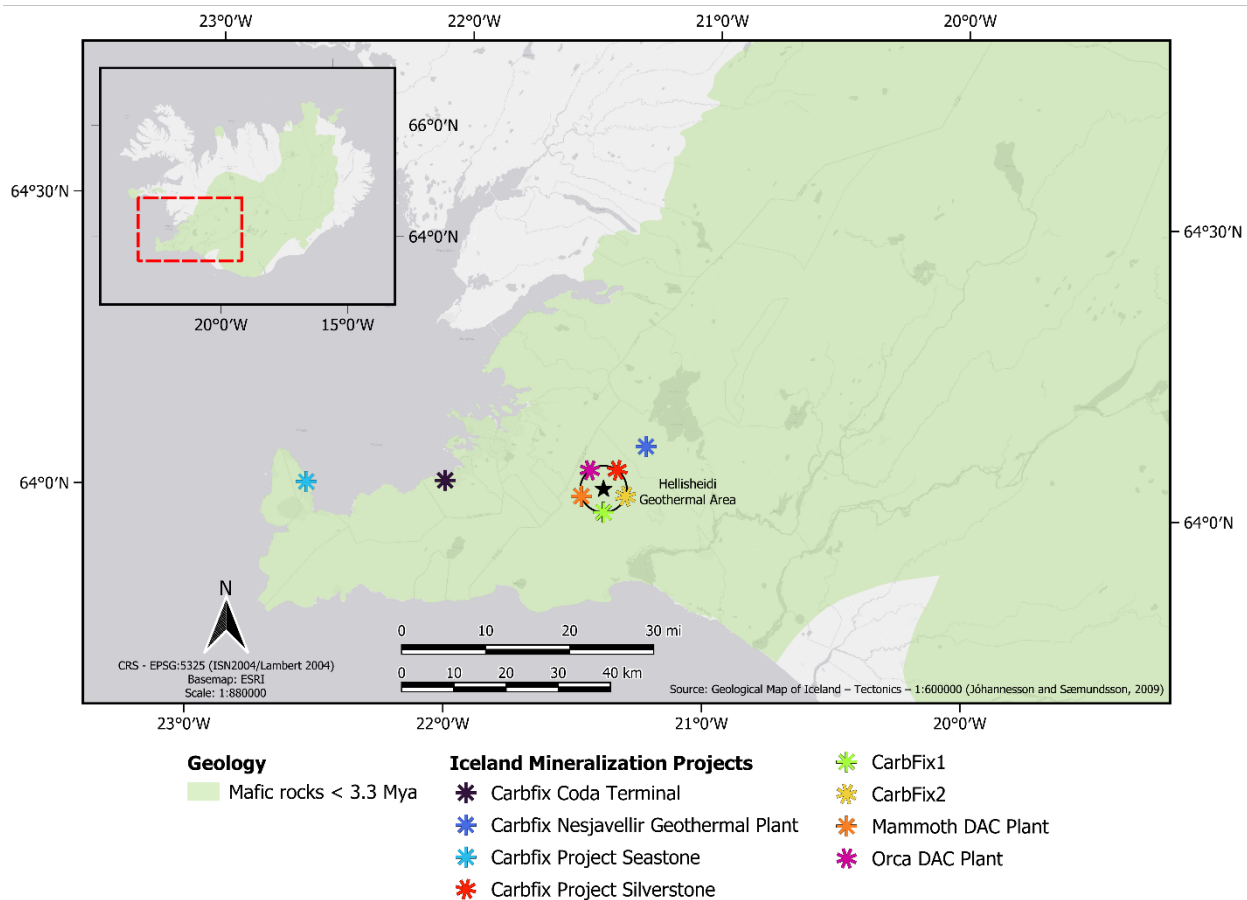 23°0′W 22°0′W 21°0′W 20°0′W
66°0′N
64°30′N
64°0′N
64°30′N
20°0′W 15°0′W
Hellisheidi
Geothermal Area
64°0′N
64°0′N
N
0 10 20 30 mi
0 10 20 30 40 km
CRS - EPSG:5325 (ISN2004/Lambert 2004)
Basemap: ESRI
Scale: 1:880000
Source: Geological Map of Iceland – Tectonics – 1:600000 (Jóhannesson and Sæmundsson, 2009)
23°0′W 22°0′W 21°0′W 20°0′W
Geology
Mafic rocks < 3.3 Mya
Iceland Mineralization Projects
Carbfix Coda Terminal
Carbfix Nesjavellir Geothermal Plant
Carbfix Project Seastone
Carbfix Project Silverstone
CarbFix1
CarbFix2
Mammoth DAC Plant
Orca DAC Plant